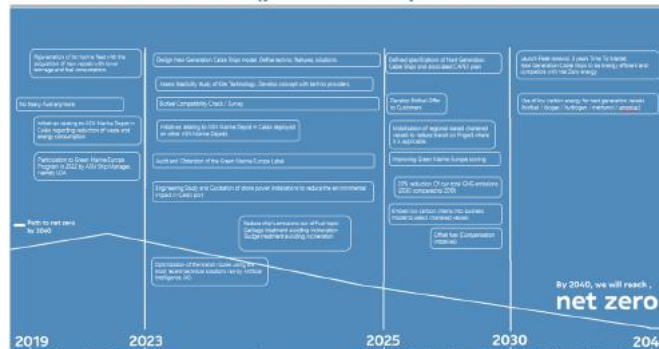 Rejuvenation of our marine fleet with the
acquisition of new vessels with lower
tonnage and fuel consumption.
No heavy fuel anymore
Initiatives relating to ASN Marine Depot in
Calais regarding reduction of waste and
energy consumption
Participation to Green Marine Europe
Program in 2022 by ASN Ship Manager,
namely LDA
Design New Generation Cable Ships model. Define techno, features, solutions.
Assess feasibility study of Technology. Develop concept with techno providers.
Biofuel Compatibility Check / Survey
Initiatives relating to ASN Marine Depot in Calais deployed
on other ASN Marine Depots
Audit and Obtention of the Green Marine Europe Label
Engineering Study and Quotation of shore power installations to reduce the environmental
impact in Calais port
Reduce ship's emissions out of fuel topic:
Garbage treatment avoiding incineration
Sludge treatment avoiding incineration
Optimization of the transit routes using the
most recent technical solutions run by Artificial
Intelligence (AI).
Defined specifications of Next Generation
Cable Ships and associated CAPEX plan
Develop Biofuel Offer
to Customers
Mobilisation of regional-based chartered
vessels to reduce transit on Project where
it is applicable.
Improving Green Marine Europe scoring
reduction of our total GHG emissions
(2030 compared to 2019)
Embed low carbon criteria into business
model to select chartered vessels
Offset fuel (Compensation
initiatives)
Launch Fleet renewal, 3 years Time To Market.
New Generation Cable Ships to be energy efficient and
compatible with Net Zero energy
Use of low carbon energy for next generation vessels
(biofuel / biogas / hydrogen / methanol / ammonia)
Path to net zero
by 2040
By 2040, we will reach
net zero
2019
2023
2025
2030
204